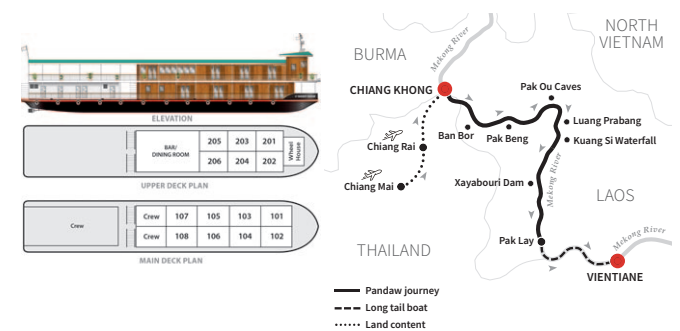 ELEVATION
BAR/
DINING ROOM
205 203 201
206 204 202
Wheel
House
UPPER DECK PLAN
Crew
Crew 107 105 103 101
Crew 108 106 104 102
MAIN DECK PLAN
NORTH
VIETNAM
BURMA
Mekong River
CHIANG KHONG
Pak Ou Caves
Luang Prabang
Ban Bor
Pak Beng
Kuang Si Waterfall
Chiang Rai
Mekong River
Chiang Mai
Xayabouri Dam
LAOS
THAILAND
Pak Lay
Mekong River
VIENTIANE
Pandaw journey
Long tail boat
Land content